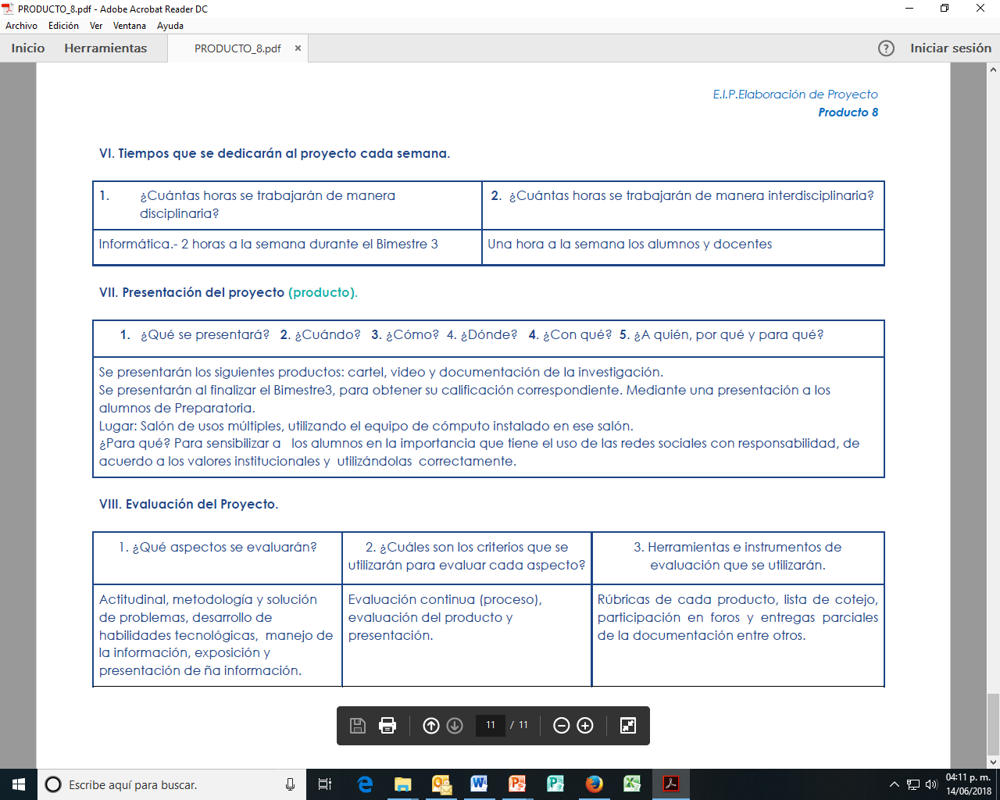 PRODUCTO_8.pdf - Adobe Acrobat Reader DC
Archivo Edición Ver Ventana Ayuda
Inicio Herramientas PRODUCTO_8.pdf × ? Iniciar sesión
E.I.P.Elaboración de Proyecto
Producto 8
VI. Tiempos que se dedicarán al proyecto cada semana.
1. ¿Cuántas horas se trabajarán de manera
disciplinaria?
2. ¿Cuántas horas se trabajarán de manera interdisciplinaria?
Informática.- 2 horas a la semana durante el Bimestre 3
Una hora a la semana los alumnos y docentes
VII. Presentación del proyecto (producto).
1. ¿Qué se presentará? 2. ¿Cuándo? 3. ¿Cómo? 4. ¿Dónde? 4. ¿Con qué? 5. ¿A quién, por qué y para qué?
Se presentarán los siguientes productos: cartel, video y documentación de la investigación.
Se presentarán al finalizar el Bimestre3, para obtener su calificación correspondiente. Mediante una presentación a los
alumnos de Preparatoria.
Lugar: Salón de usos múltiples, utilizando el equipo de cómputo instalado en ese salón.
¿Para qué? Para sensibilizar a los alumnos en la importancia que tiene el uso de las redes sociales con responsabilidad, de
acuerdo a los valores institucionales y utilizándolas correctamente.
VIII. Evaluación del Proyecto.
1. ¿Qué aspectos se evaluarán?
2. ¿Cuáles son los criterios que se
utilizarán para evaluar cada aspecto?
3. Herramientas e instrumentos de
evaluación que se utilizarán.
Actitudinal, metodología y solución
de problemas, desarrollo de
habilidades tecnológicas, manejo de
la información, exposición y
presentación de ña información.
Evaluación continua (proceso),
evaluación del producto y
presentación.
Rúbricas de cada producto, lista de cotejo,
participación en foros y entregas parciales
de la documentación entre otros.
11 / 11
Escribe aquí para buscar.
04:11 p. m.
14/06/2018